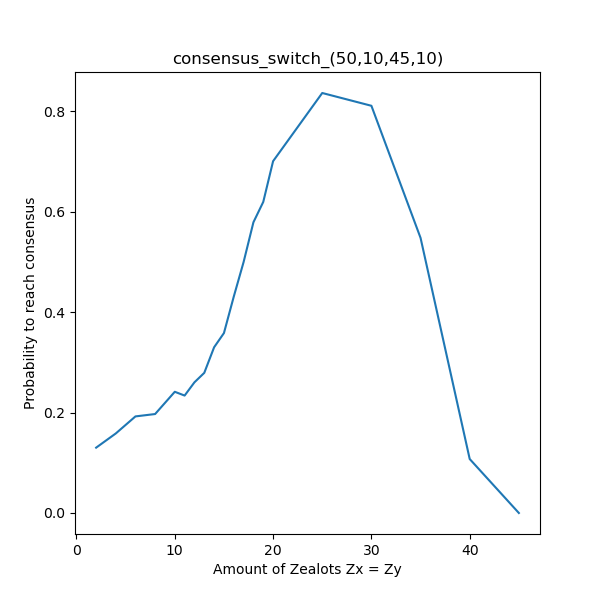 consensus_switch_(50,10,45,10)
0.8
0.6
0.4
0.2
0.0
Probability to reach consensus
0 10 20 30 40
Amount of Zealots Zx = Zy